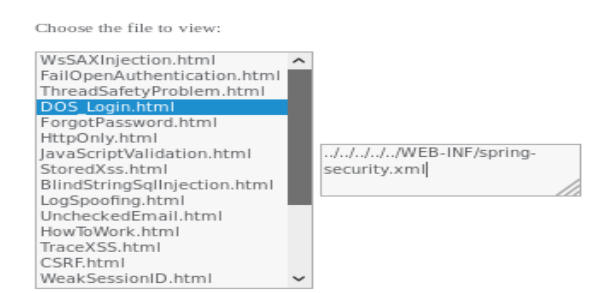 Choose the file to view:
WsSAXInjection.html
FailOpenAuthentication.html
ThreadSafetyProblem.html
DOS_Login.html
ForgotPassword.html
HttpOnly.html
JavaScriptValidation.html
StoredXss.html
BlindStringSqlInjection.html
LogSpoofing.html
UncheckedEmail.html
HowToWork.html
TraceXSS.html
CSRF.html
WeakSessionID.html
../../../../../WEB-INF/spring-
security.xml